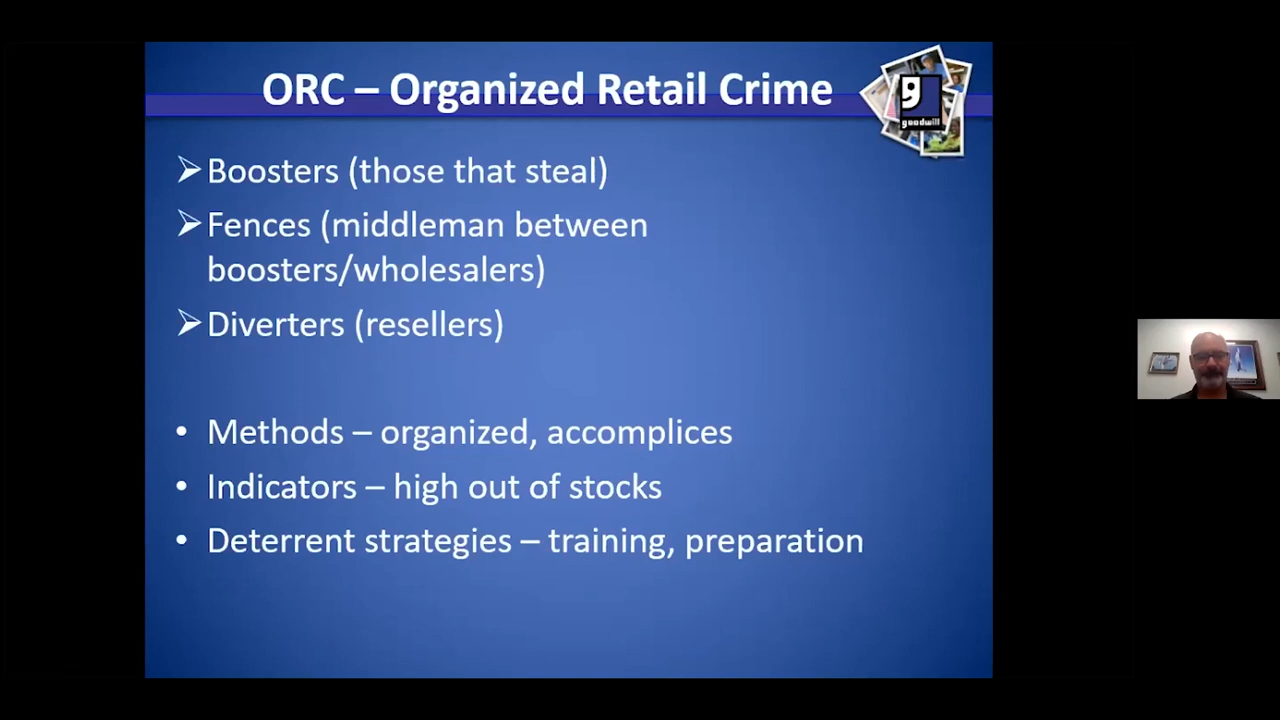 ORC – Organized Retail Crime
g
goodwill
Boosters (those that steal)
Fences (middleman between
boosters/wholesalers)
Diverters (resellers)
• Methods – organized, accomplices
• Indicators – high out of stocks
• Deterrent strategies – training, preparation